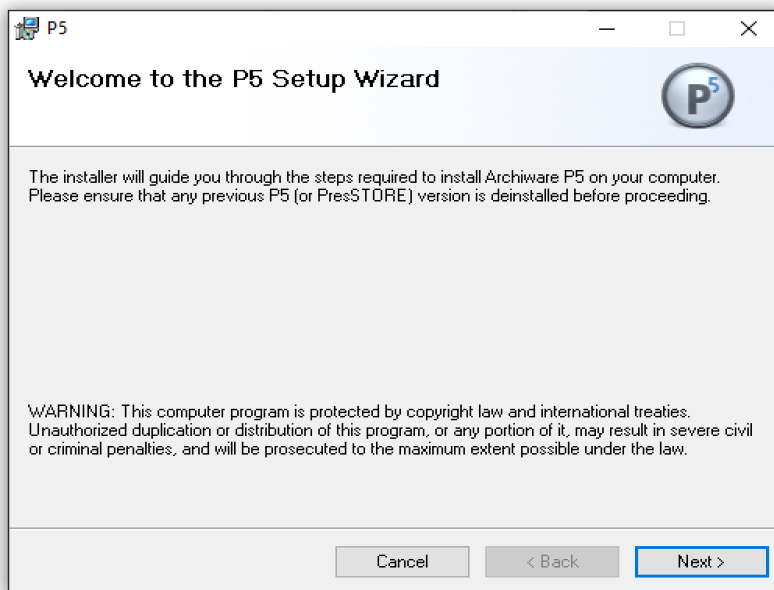 P5
Welcome to the P5 Setup Wizard
P5
The installer will guide you through the steps required to install Archiware P5 on your computer.
Please ensure that any previous P5 (or PresSTORE) version is deinstalled before proceeding.
WARNING: This computer program is protected by copyright law and international treaties.
Unauthorized duplication or distribution of this program, or any portion of it, may result in severe civil
or criminal penalties, and will be prosecuted to the maximum extent possible under the law.
Cancel
< Back
Next >